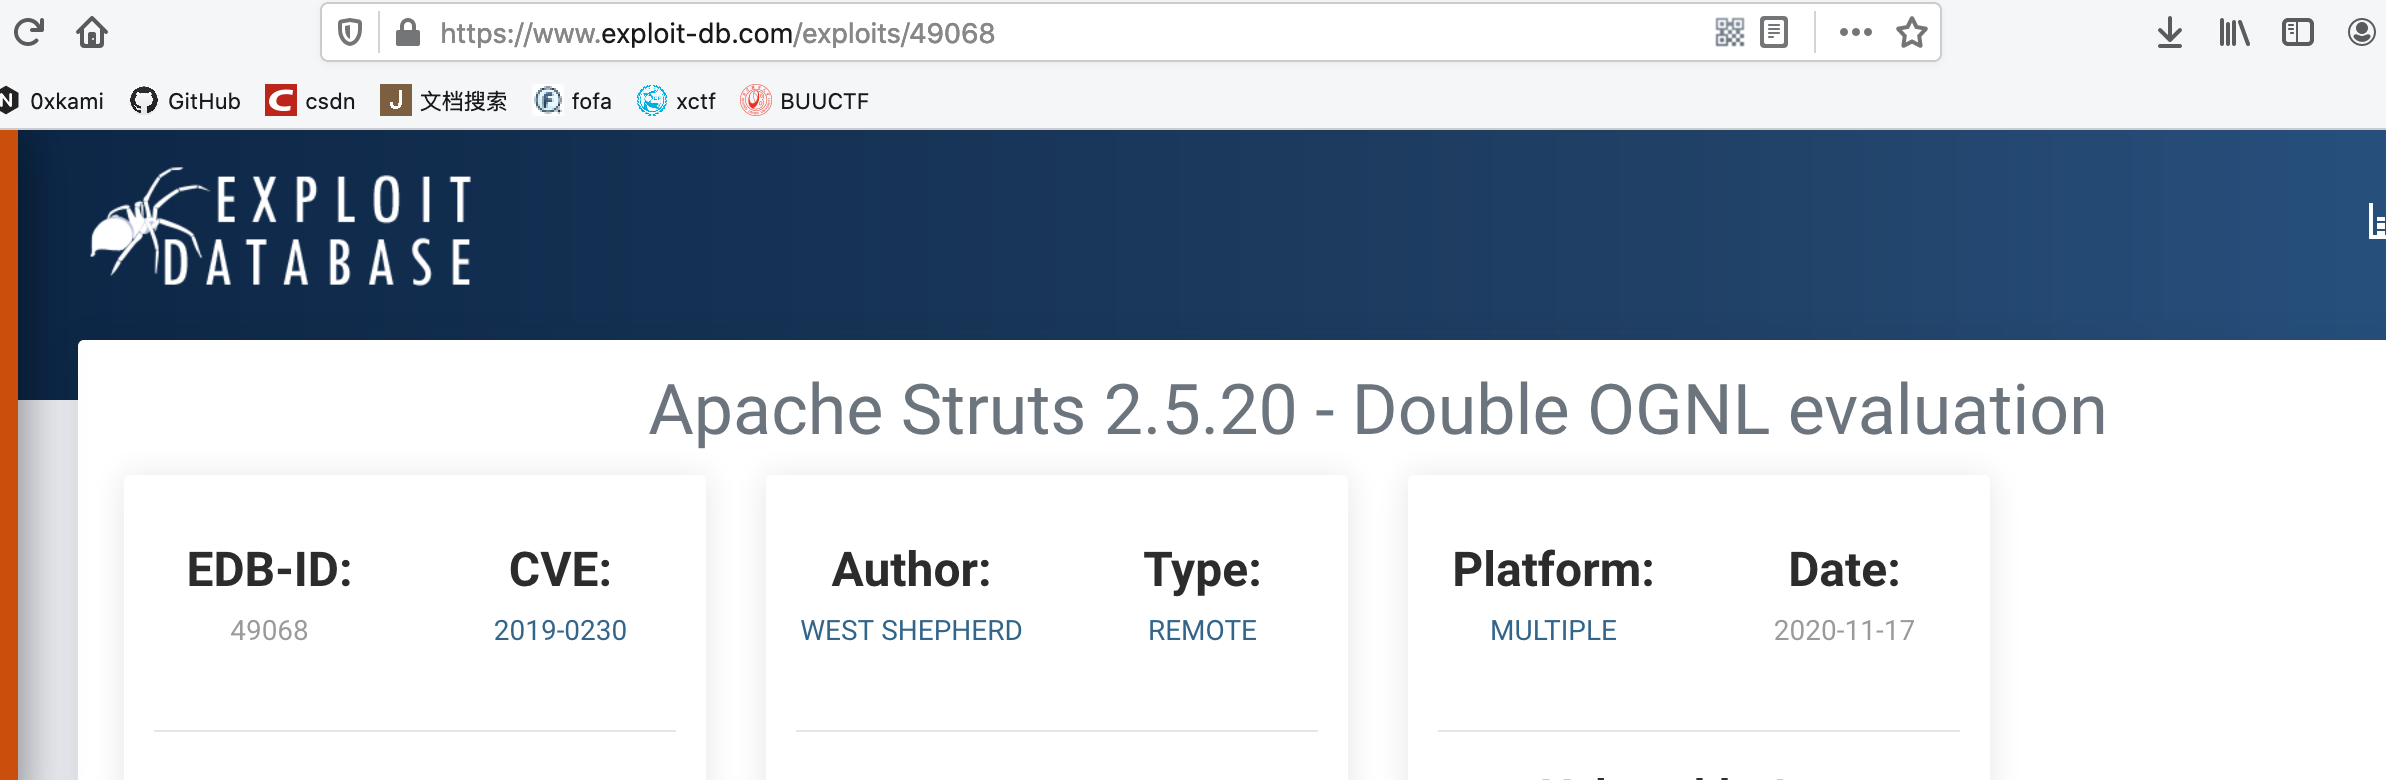 https://www.exploit-db.com/exploits/49068
0xkami GitHub csdn 文档搜索 fofa xctf BUUCTF
EXPLOIT
DATABASE
Apache Struts 2.5.20 - Double OGNL evaluation
EDB-ID: CVE: Author: Type: Platform: Date:
49068 2019-0230 WEST SHEPHERD REMOTE MULTIPLE 2020-11-17